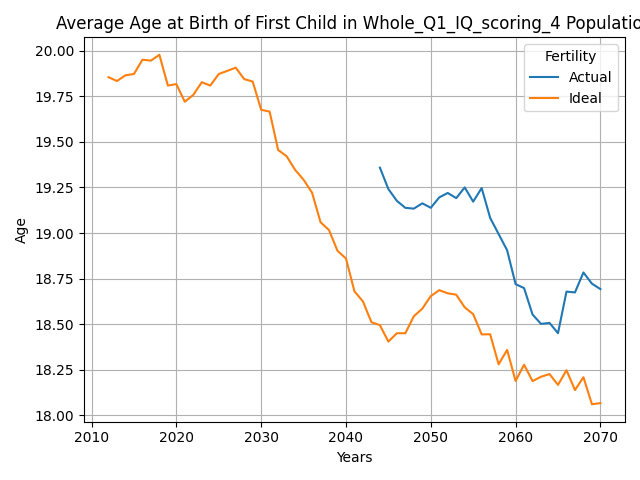 Average Age at Birth of First Child in Whole_Q1_IQ_scoring_4 Populatio
Fertility
Actual
Ideal
20.00
19.75
19.50
19.25
19.00
18.75
18.50
18.25
18.00
Age
2010 2020 2030 2040 2050 2060 2070
Years